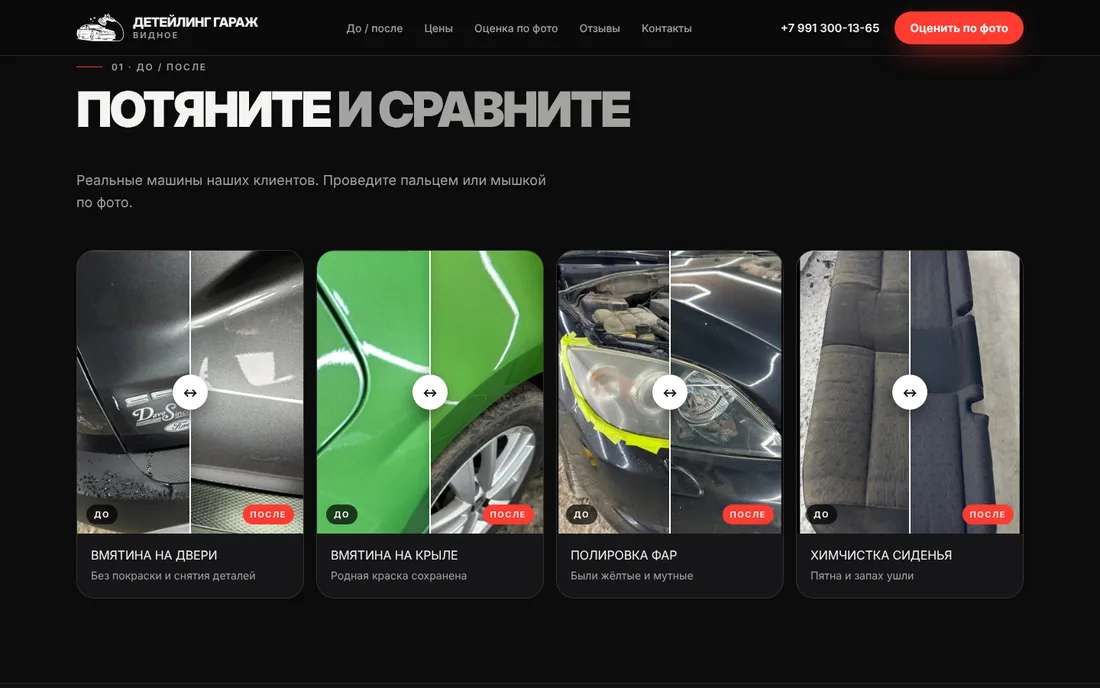 ДЕТЕЙЛИНГ ГАРАЖ
ВИДНОЕ
До / после
Цены
Оценка по фото
Отзывы
Контакты
+7 991 300-13-65
Оценить по фото
01 · ДО / ПОСЛЕ
ПОТЯНИТЕ И СРАВНИТЕ
Реальные машины наших клиентов. Проведите пальцем или мышкой
по фото.
ДО
ПОСЛЕ
ВМЯТИНА НА ДВЕРИ
Без покраски и снятия деталей
ДО
ПОСЛЕ
ВМЯТИНА НА КРЫЛЕ
Родная краска сохранена
ДО
ПОСЛЕ
ПОЛИРОВКА ФАР
Были жёлтые и мутные
ДО
ПОСЛЕ
ХИМЧИСТКА СИДЕНЬЯ
Пятна и запах ушли